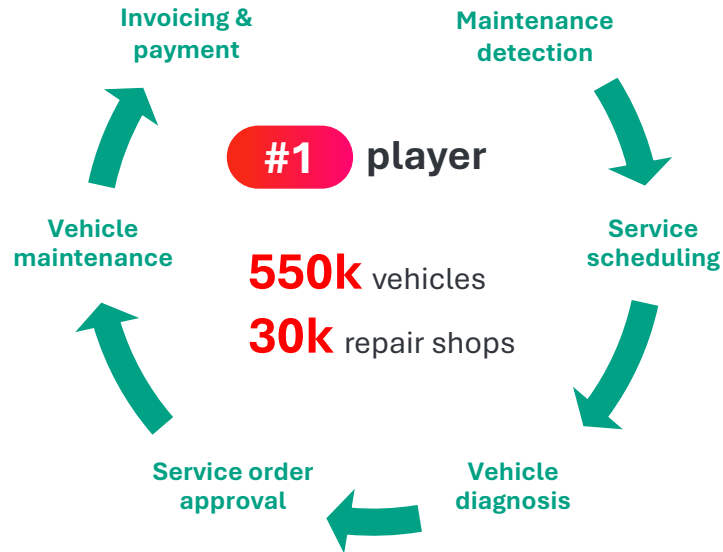 Invoicing &
payment
Maintenance
detection
#1 player
Vehicle
maintenance
Service
scheduling
550k vehicles
30k repair shops
Service order
approval
Vehicle
diagnosis